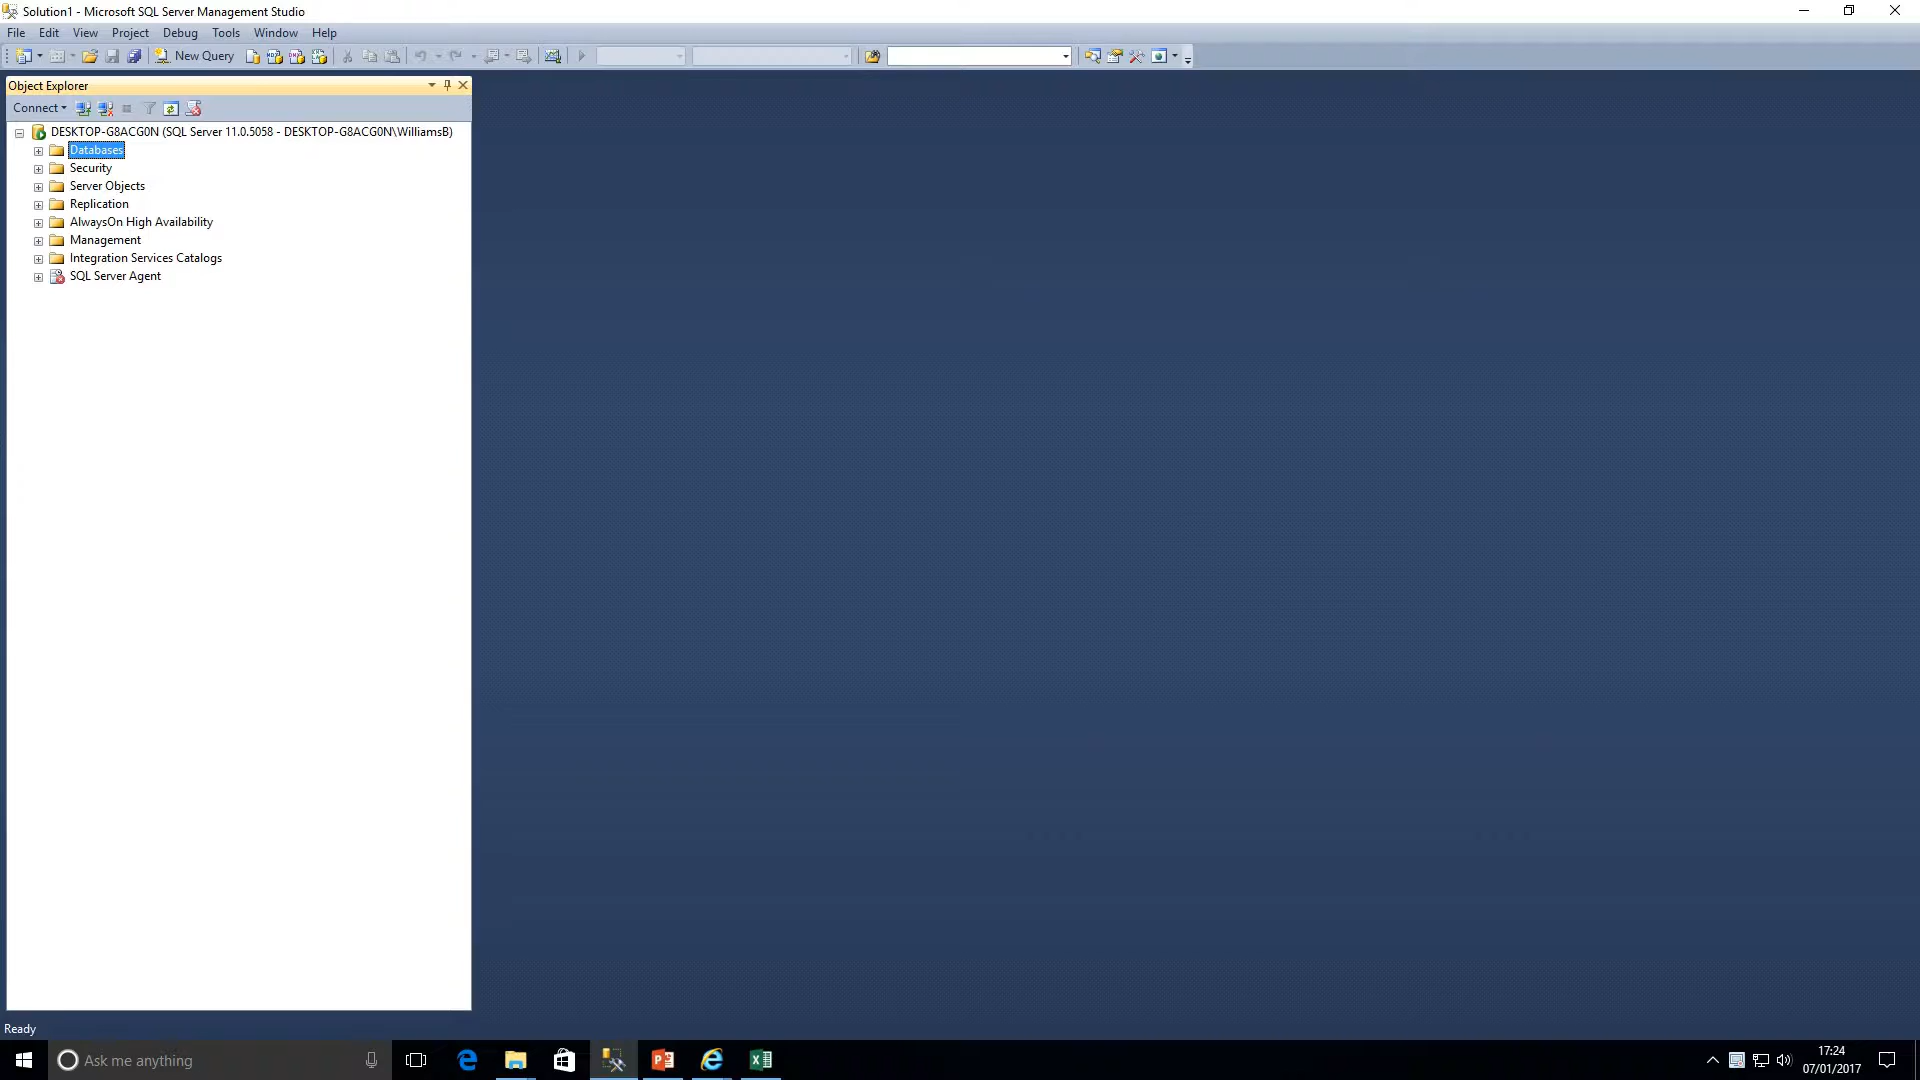 Solution1 - Microsoft SQL Server Management Studio
File Edit View Project Debug Tools Window Help
New Query
Object Explorer
Connect
DESKTOP-G8ACG0N (SQL Server 11.0.5058 - DESKTOP-G8ACG0N\WilliamsB)
Databases
Security
Server Objects
Replication
AlwaysOn High Availability
Management
Integration Services Catalogs
SQL Server Agent
Ready
Ask me anything
17:24
07/01/2017